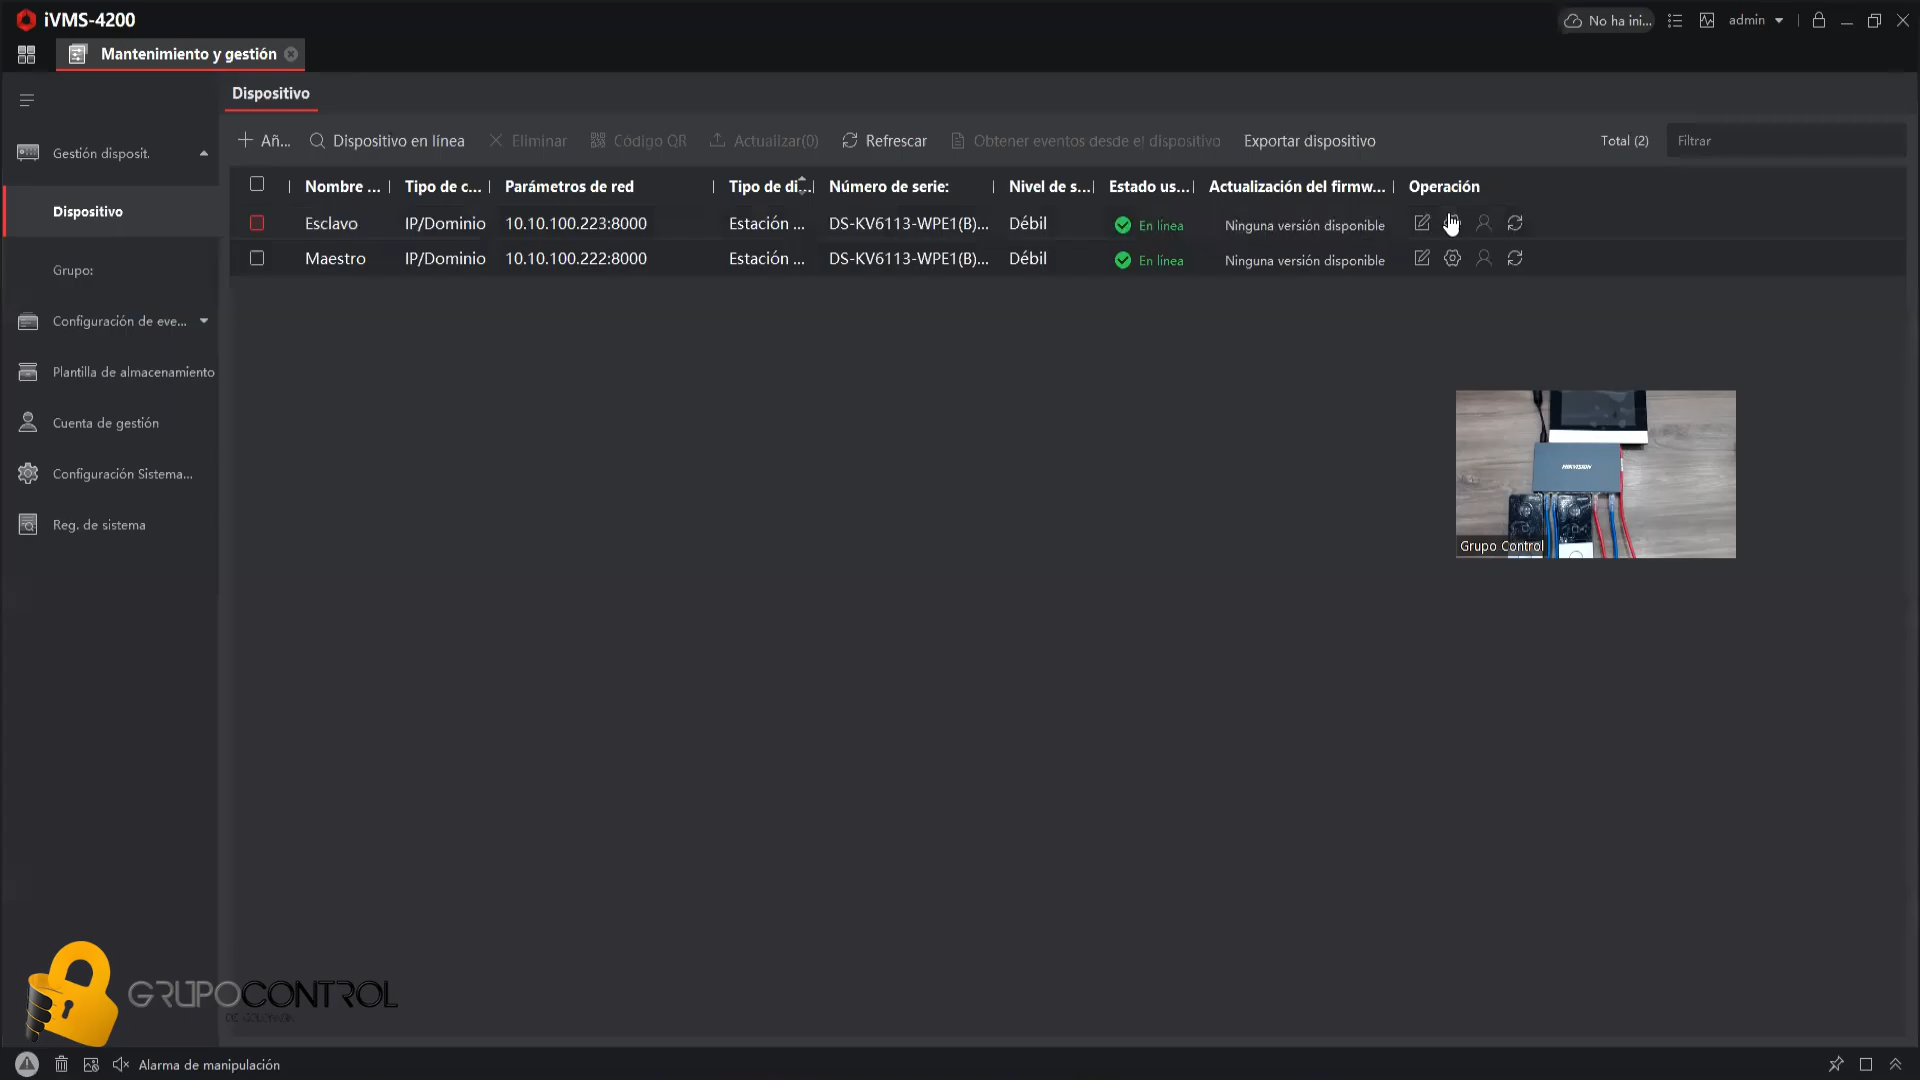 iVMS-4200
No ha ini...
admin
Mantenimiento y gestión
Dispositivo
Gestión disposit.
Dispositivo
Grupo:
Configuración de eve...
Plantilla de almacenamiento
Cuenta de gestión
Configuración Sistema...
Reg. de sistema
Añ... Dispositivo en línea Eliminar Código QR Actualizar(0) Refrescar Obtener eventos desde el dispositivo Exportar dispositivo Total (2) Filtrar
Nombre ... Tipo de c... Parámetros de red Tipo de di... Número de serie: Nivel de s... Estado us... Actualización del firmw... Operación
Esclavo IP/Dominio 10.10.100.223:8000 Estación ... DS-KV6113-WPE1(B)... Débil En línea Ninguna versión disponible
Maestro IP/Dominio 10.10.100.222:8000 Estación ... DS-KV6113-WPE1(B)... Débil En línea Ninguna versión disponible
HIKVISION
Grupo Control
GRUPOCONTROL
DE COLOMBIA
Alarma de manipulación